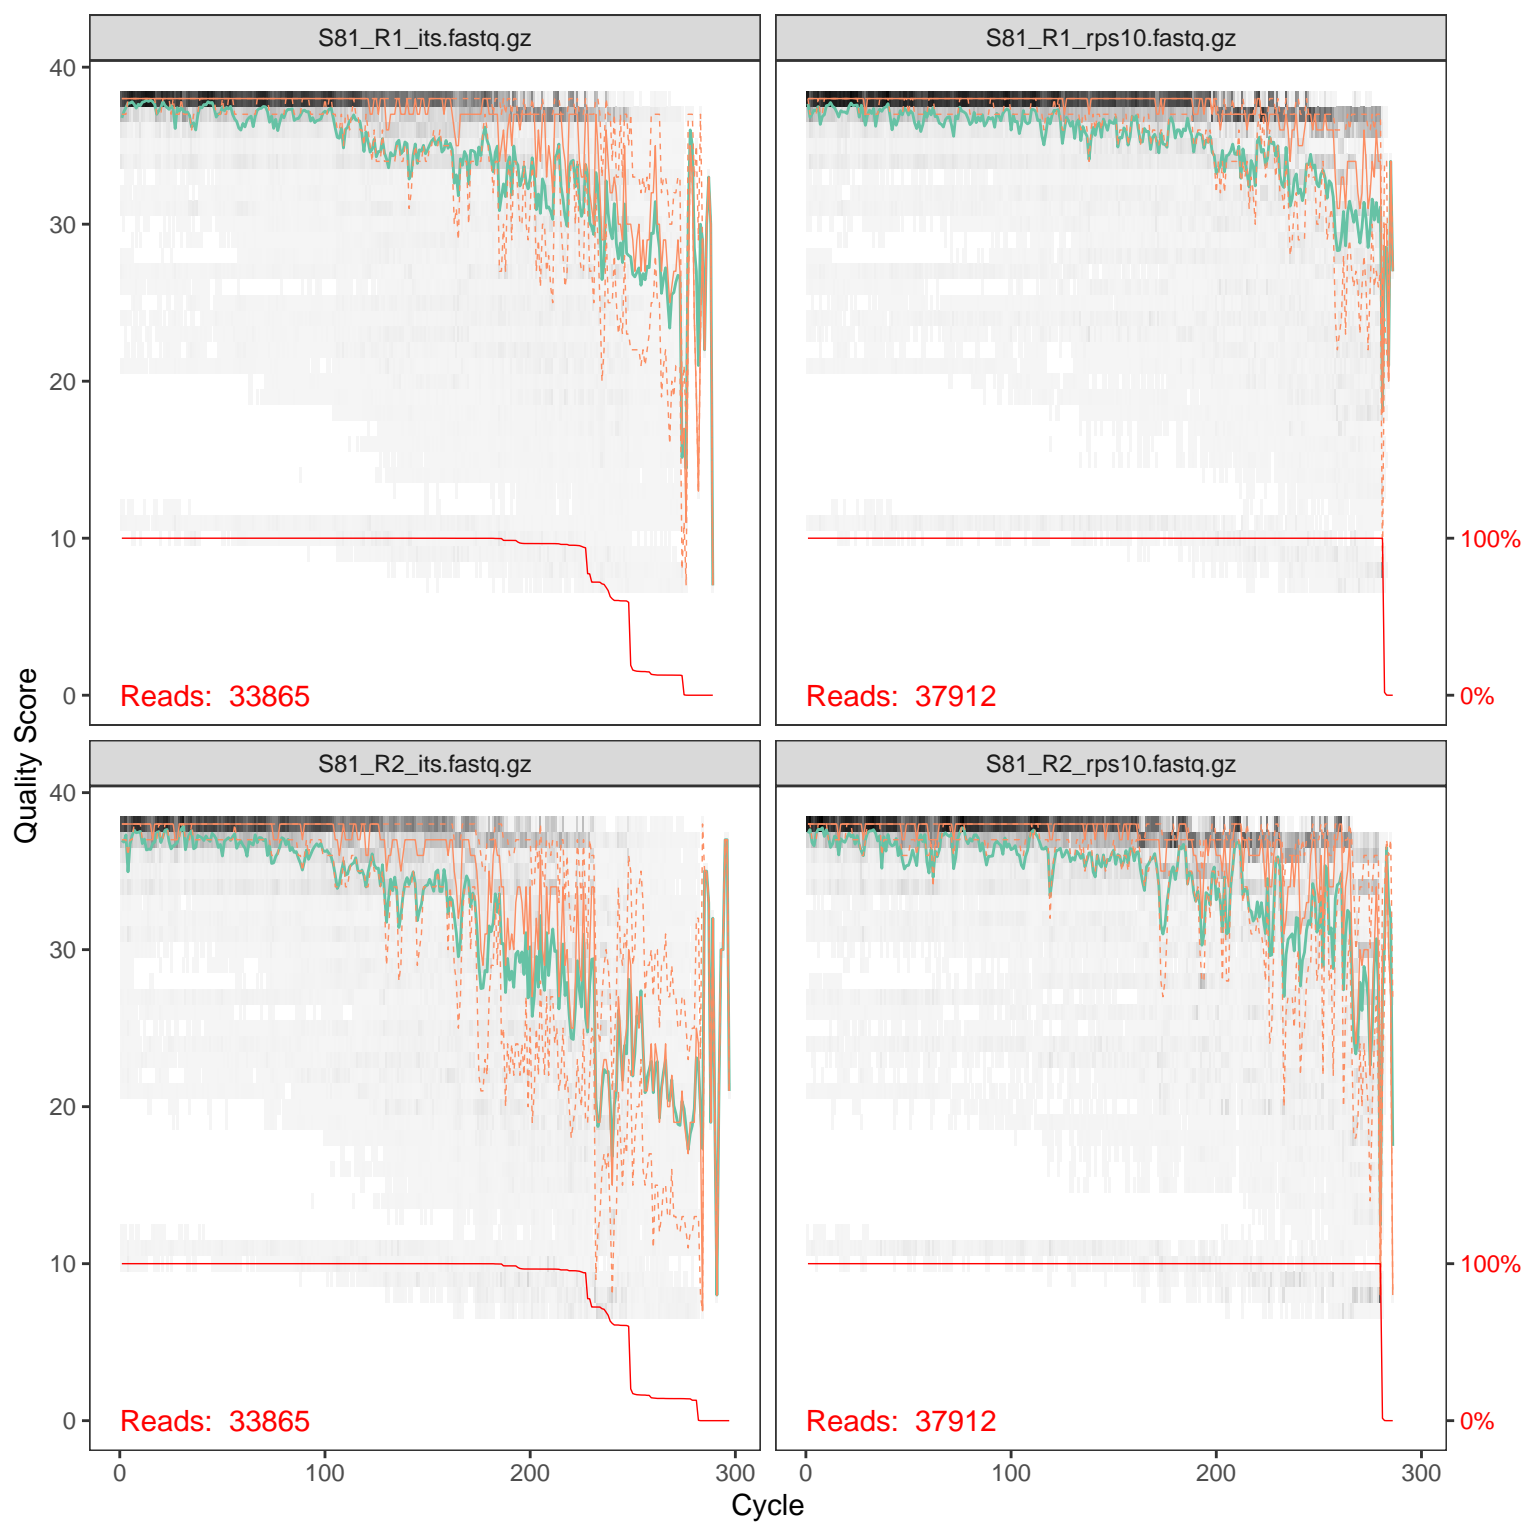 S81_R1_its.fastq.gz
S81_R1_rps10.fastq.gz
40
30
20
10
0
100%
0%
Reads: 33865
Reads: 37912
Quality Score
S81_R2_its.fastq.gz
S81_R2_rps10.fastq.gz
40
30
20
10
0
100%
0%
Reads: 33865
Reads: 37912
0
100
200
300
0
100
200
300
Cycle